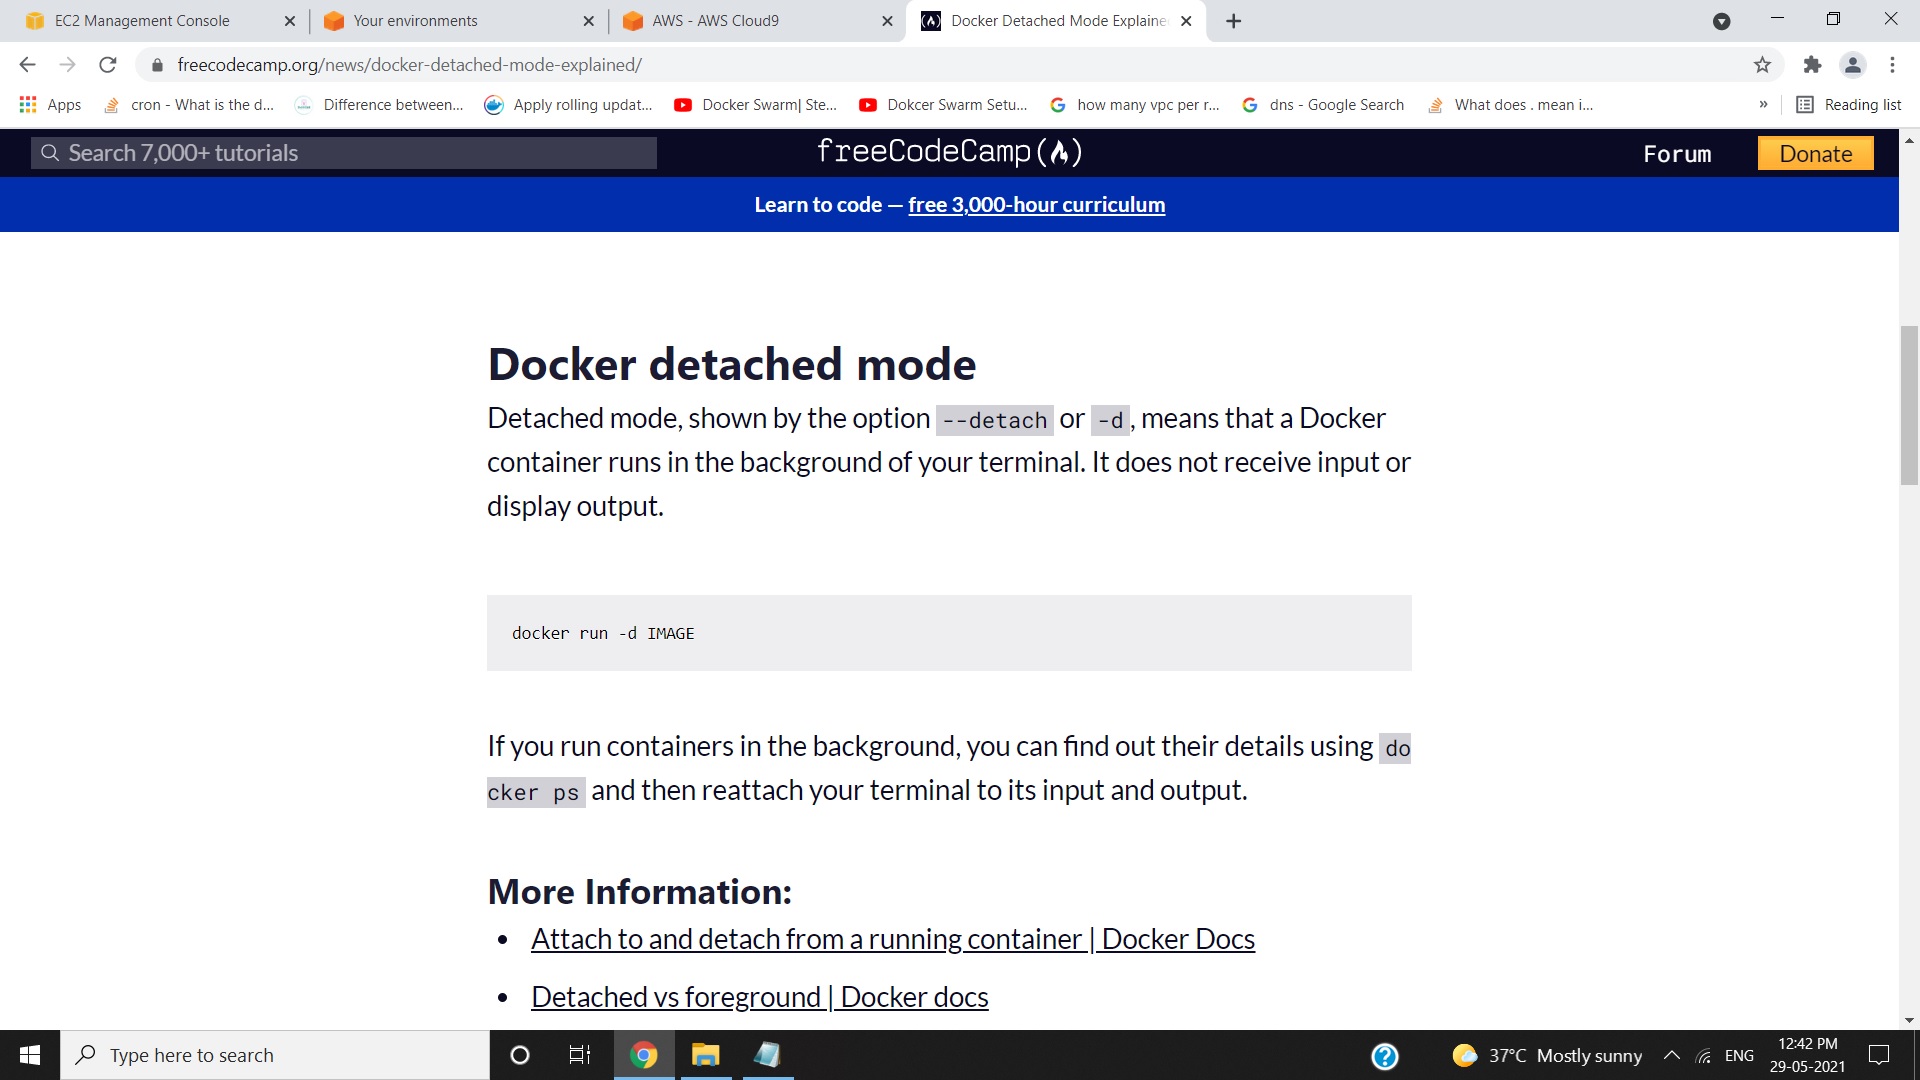 EC2 Management Console
Your environments
AWS - AWS Cloud9
Docker Detached Mode Explaine
freecodecamp.org/news/docker-detached-mode-explained/
Apps
cron - What is the d...
Difference between...
Apply rolling updat...
Docker Swarm| Ste...
Dokcer Swarm Setu...
how many vpc per r...
dns - Google Search
What does . mean i...
»
Reading list
Search 7,000+ tutorials
freeCodeCamp(🔥)
Forum
Donate
Learn to code — free 3,000-hour curriculum
Docker detached mode
Detached mode, shown by the option --detach or -d, means that a Docker
container runs in the background of your terminal. It does not receive input or
display output.
docker run -d IMAGE
If you run containers in the background, you can find out their details using do
cker ps and then reattach your terminal to its input and output.
More Information:
• Attach to and detach from a running container | Docker Docs
• Detached vs foreground | Docker docs
Type here to search
37°C Mostly sunny
ENG
12:42 PM
29-05-2021